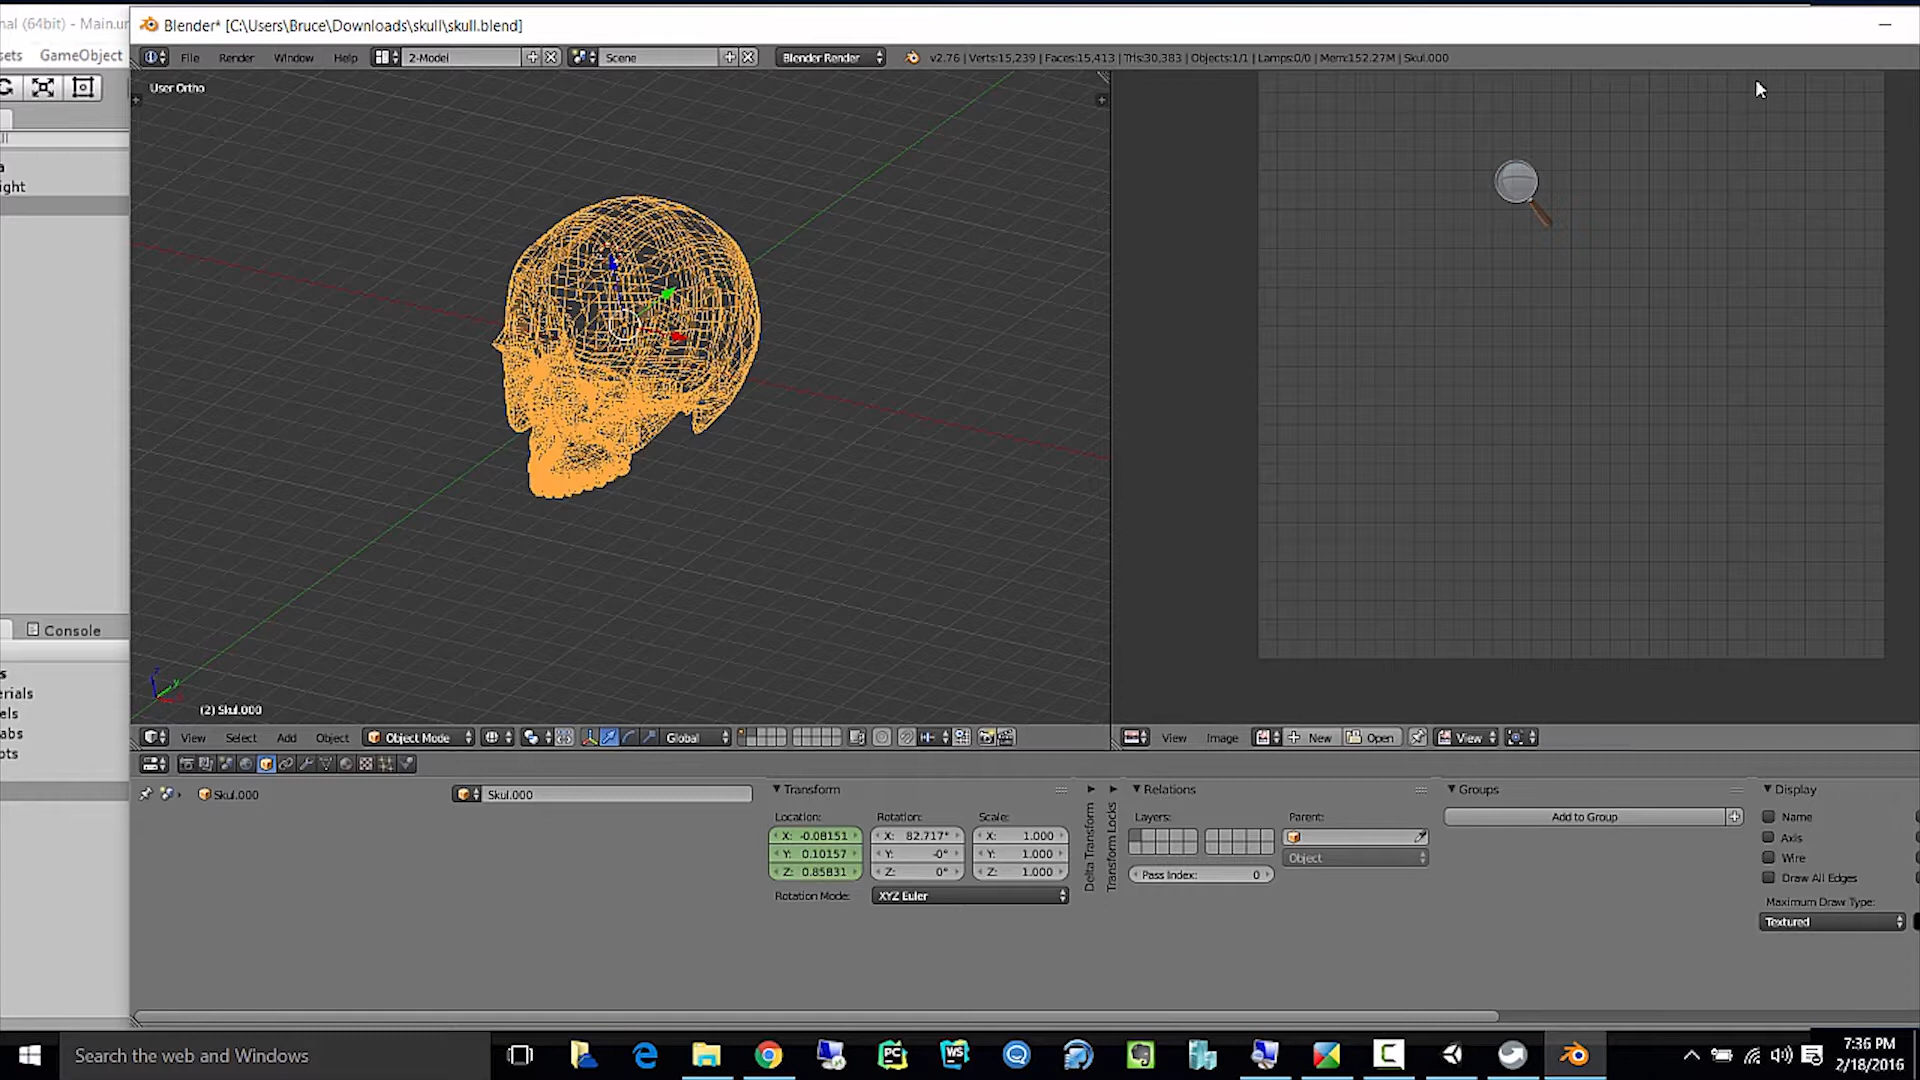 nal (64bit) - Main.un
Blender* [C:\Users\Bruce\Downloads\skull\skull.blend]
sets GameObject
File Render Window Help 2-Model Scene Blender Render v2.76 | Verts:15,239 | Faces:15,413 | Tris:30,383 | Objects:1/1 | Lamps:0/0 | Mem:152.27M | Skul.000
User Ortho
ight
Console
erials
els
abs
pts
(2) Skul.000
View Select Add Object Object Mode Global
View Image New Open View
Skul.000 Skul.000
Transform
Location: Rotation: Scale:
X: -0.08151 X: 82.717° X: 1.000
Y: 0.10157 Y: -0° Y: 1.000
Z: 0.85831 Z: 0° Z: 1.000
Rotation Mode: XYZ Euler
Delta Transform
Transform Locks
Relations
Layers: Parent:
Object
Pass Index: 0
Groups
Add to Group
Display
Name
Axis
Wire
Draw All Edges
Maximum Draw Type:
Textured
Search the web and Windows
PC
WS
C
7:36 PM
2/18/2016